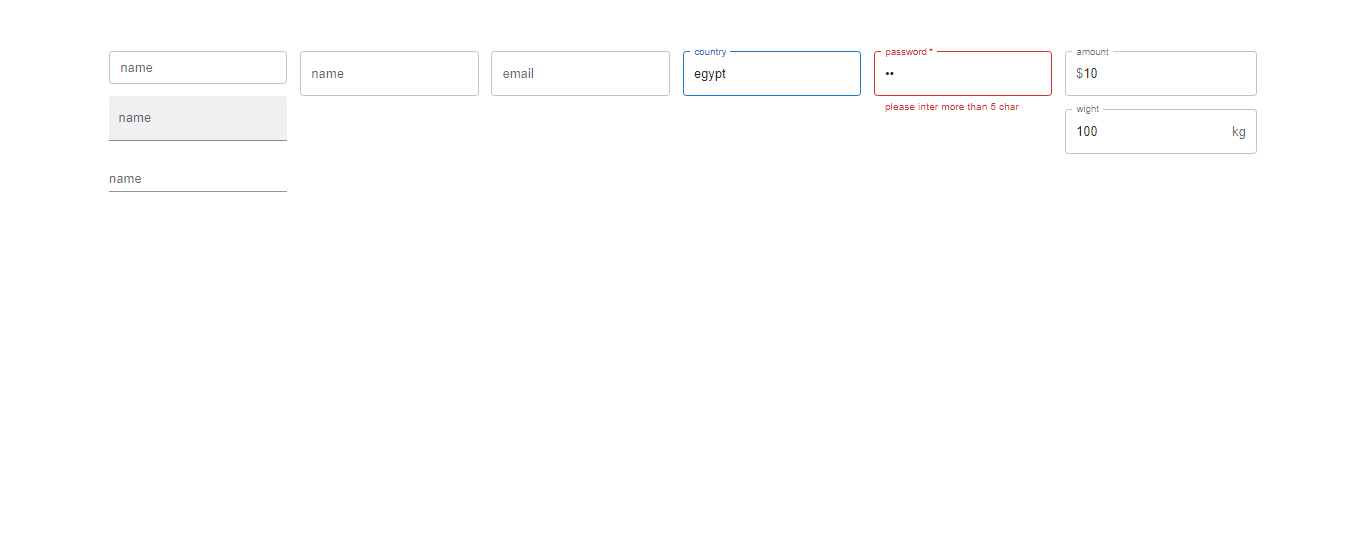 name
name
name
name
email
country
egypt
password *
••
please inter more than 5 char
amount
$10
wight
100 kg